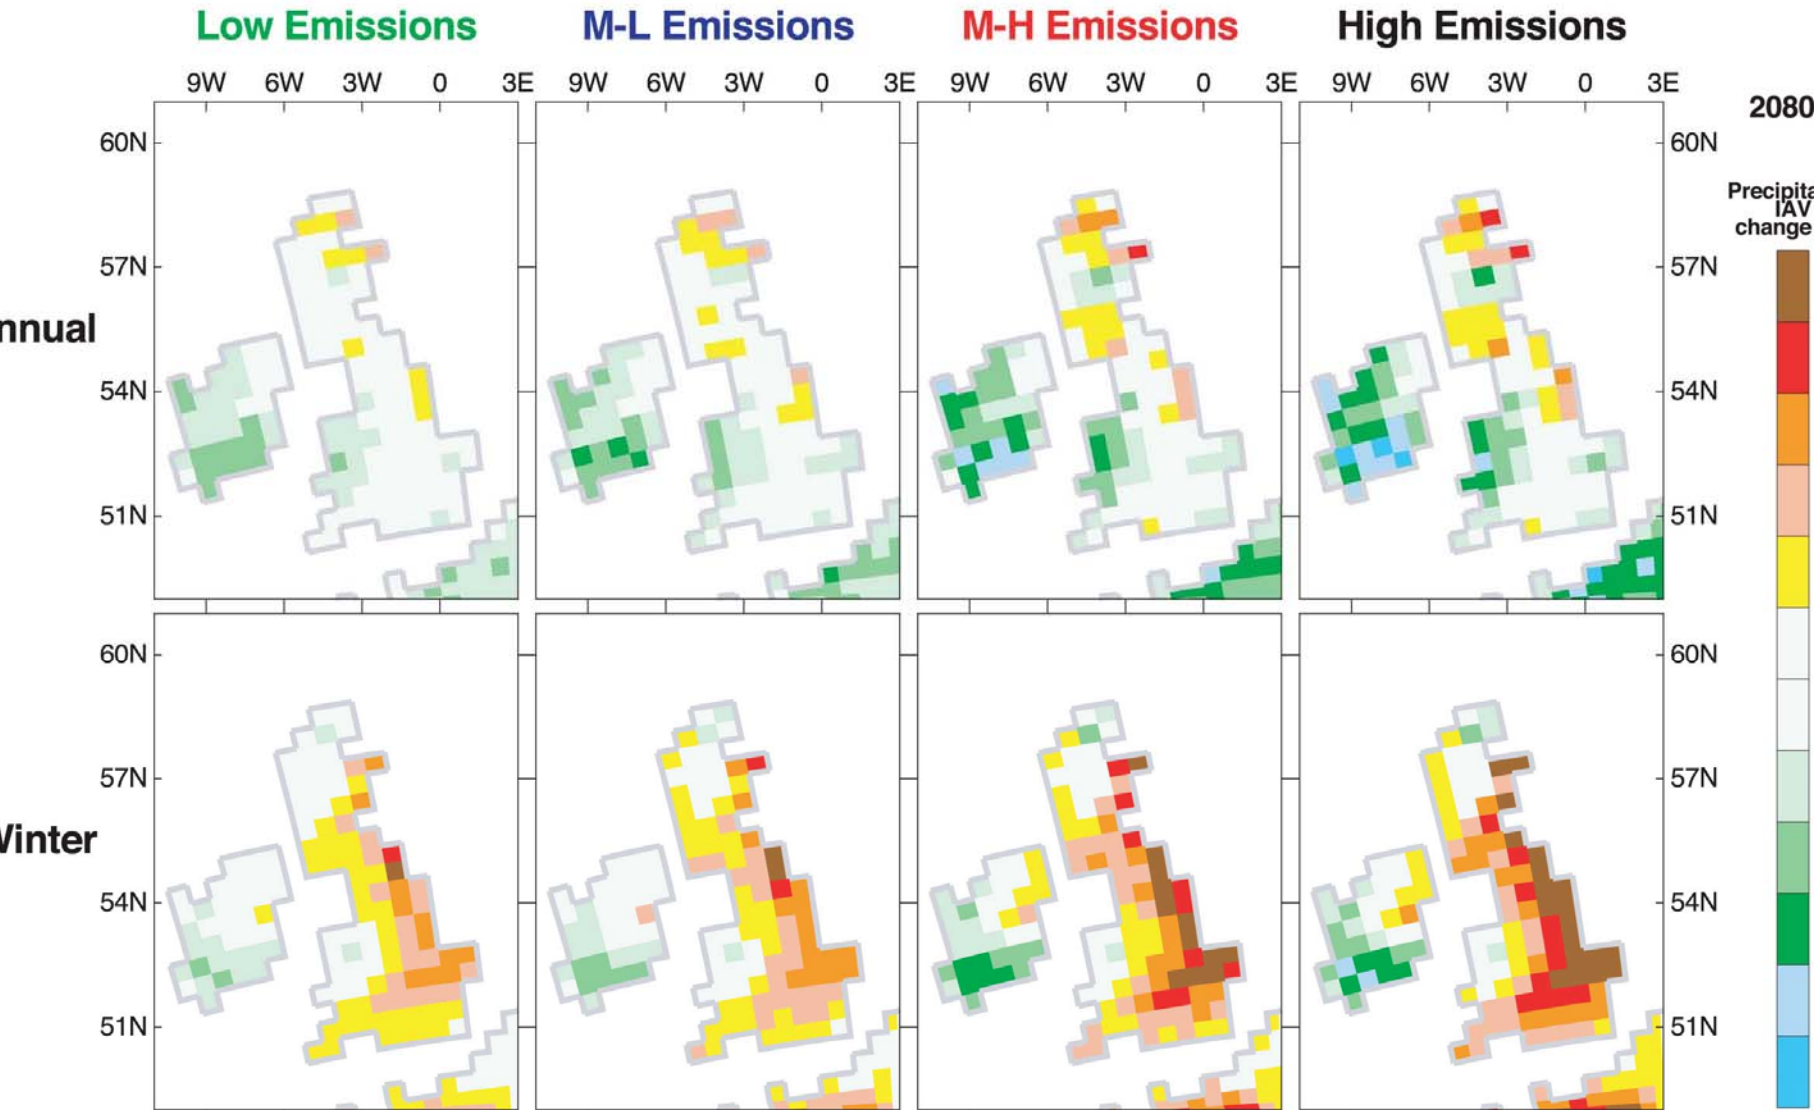 Low Emissions M-L Emissions M-H Emissions High Emissions
9W 6W 3W 0 3E 9W 6W 3W 0 3E 9W 6W 3W 0 3E 9W 6W 3W 0 3E
2080
60N 60N
Precipita
IAV
change
57N 57N
nnual
54N 54N
51N 51N
60N 60N
57N 57N
Winter
54N 54N
51N 51N